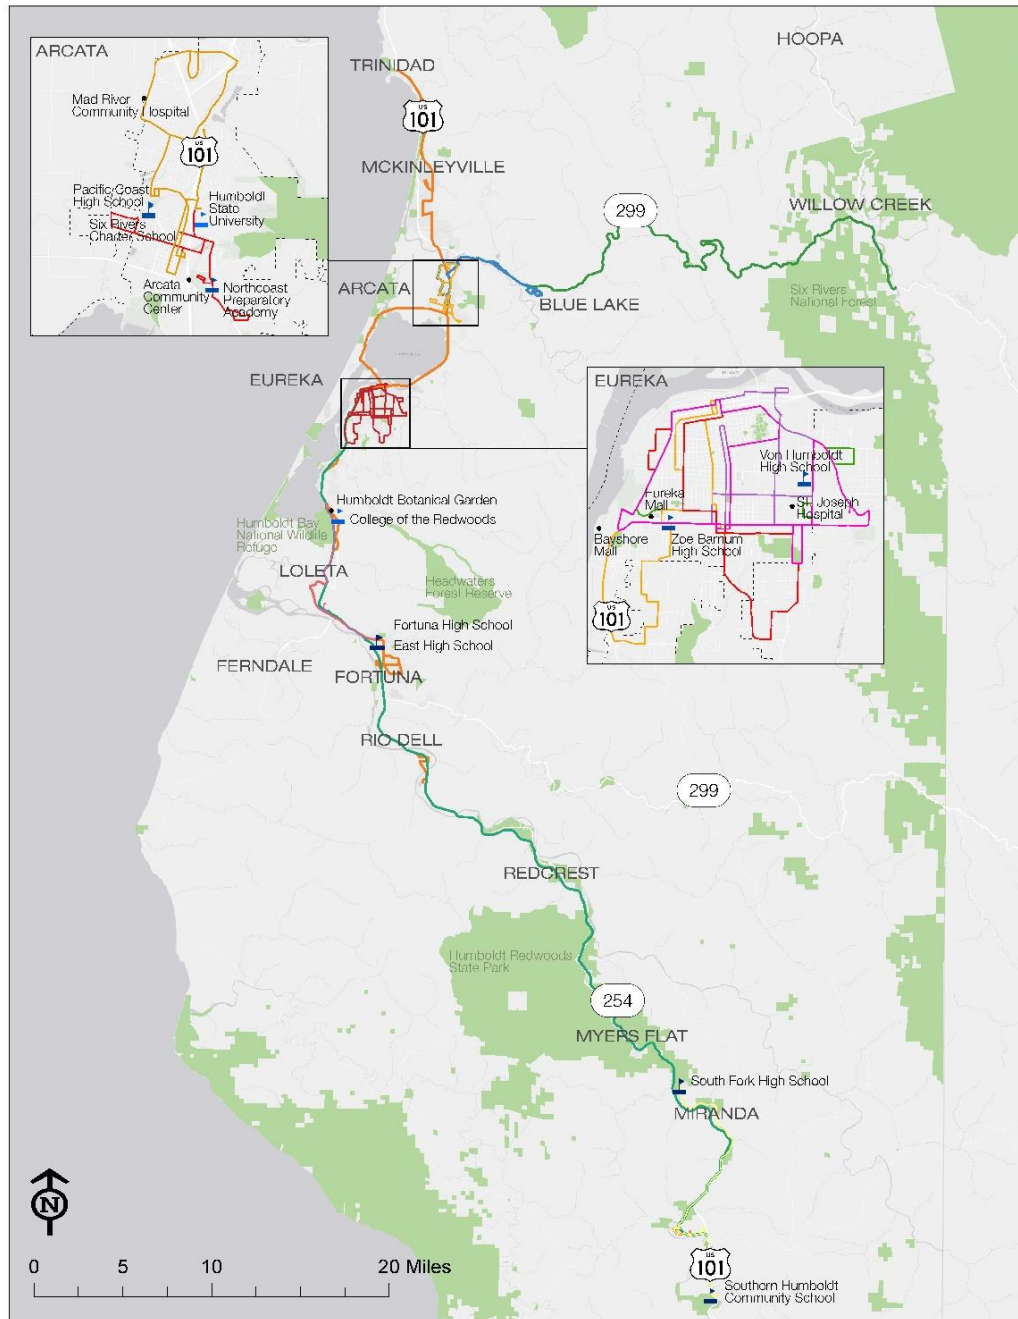 HOOPA
ARCATA
TRINIDAD
Mad River
Community Hospital
US
101
US
101
MCKINLEYVILLE
Pacific Coast
High School
Humboldt
State
University
Six Rivers
Charter School
299
WILLOW CREEK
Arcata
Community
Center
Northcoast
Preparatory
Academy
ARCATA
BLUE LAKE
Six Rivers
National Forest
EUREKA
EUREKA
Von Humboldt
High School
Eureka
Mall
St. Joseph
Hospital
Bayshore
Mall
Zoe Barnum
High School
US
101
Humboldt Botanical Garden
College of the Redwoods
Humboldt Bay
National Wildlife
Refuge
LOLETA
Headwaters
Forest Reserve
Fortuna High School
East High School
FERNDALE
FORTUNA
RIO DELL
299
REDCREST
Humboldt Redwoods
State Park
254
MYERS FLAT
South Fork High School
MIRANDA
N
US
101
0 5 10 20 Miles
Southern Humboldt
Community School